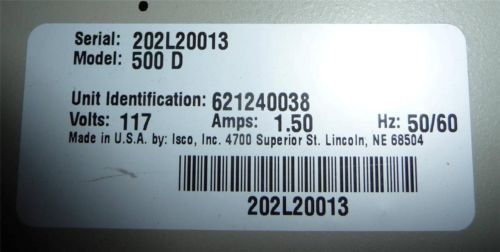 Serial: 202L20013
Model: 500 D
Unit Identification: 621240038
Volts: 117 Amps: 1.50 Hz: 50/60
Made in U.S.A. by: Isco, Inc. 4700 Superior St. Lincoln, NE 68504
202L20013